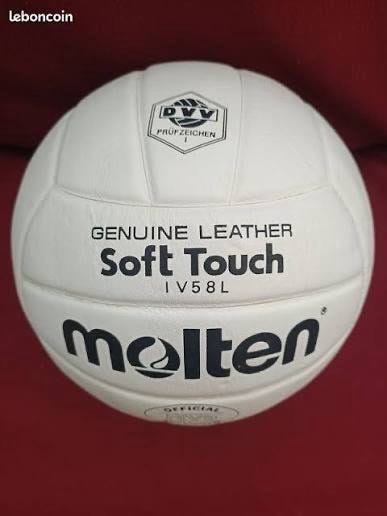 leboncoin
DVV
PRÜFZEICHEN
I
GENUINE LEATHER
Soft Touch
IV58L
molten®
OFFICIAL